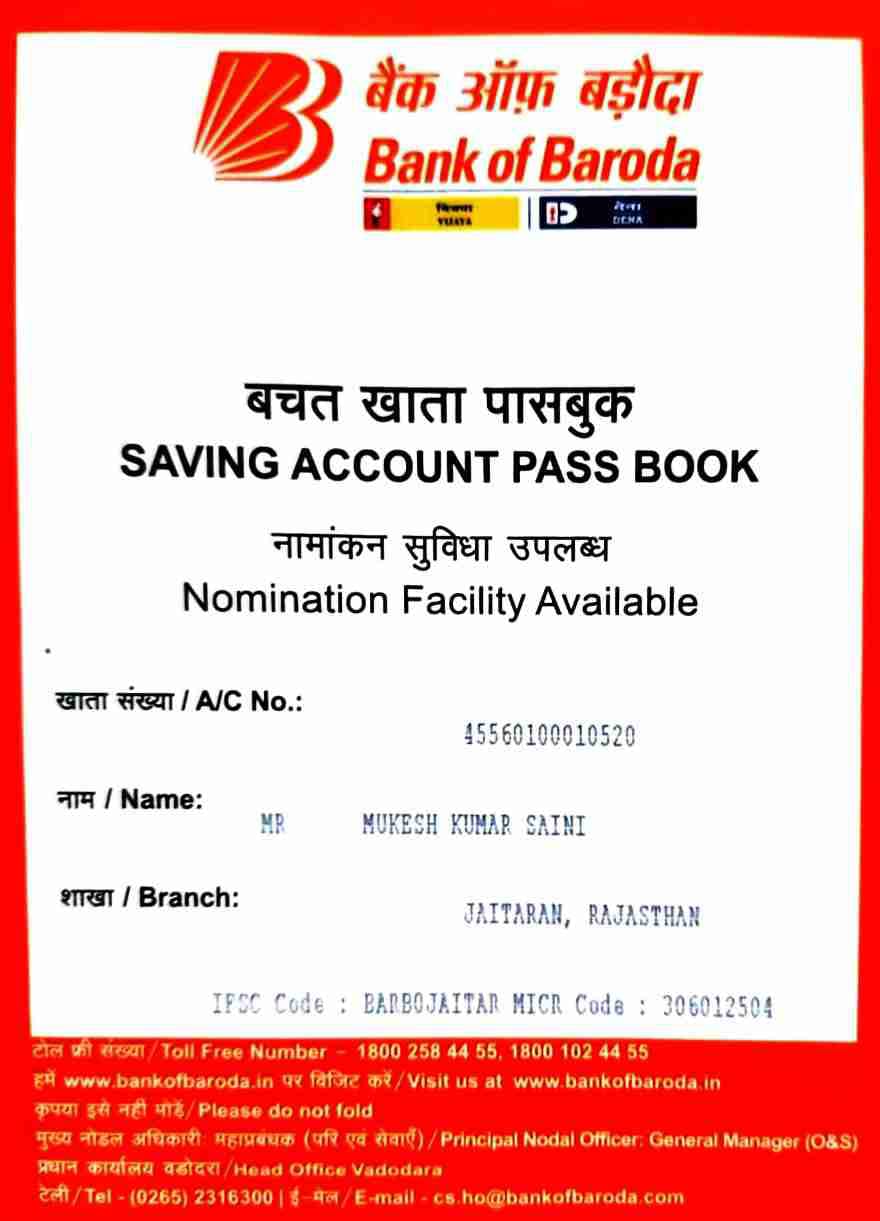 बैंक ऑफ़ बड़ौदा
Bank of Baroda
विजया
VIJAYA
देना
DENA
बचत खाता पासबुक
SAVING ACCOUNT PASS BOOK
नामांकन सुविधा उपलब्ध
Nomination Facility Available
खाता संख्या / A/C No.:
45560100010520
नाम / Name:
MR MUKESH KUMAR SAINI
शाखा / Branch:
JAITARAN, RAJASTHAN
IFSC Code : BARB0JAITAR MICR Code : 306012504
टोल फ्री संख्या/Toll Free Number – 1800 258 44 55, 1800 102 44 55
हमें www.bankofbaroda.in पर विजिट करें/Visit us at www.bankofbaroda.in
कृपया इसे नहीं मोड़ें/Please do not fold
मुख्य नोडल अधिकारी: महाप्रबंधक (परि एवं सेवाएँ)/Principal Nodal Officer: General Manager (O&S)
प्रधान कार्यालय वडोदरा/Head Office Vadodara
टेली/Tel - (0265) 2316300 | ई-मेल/E-mail - cs.ho@bankofbaroda.com